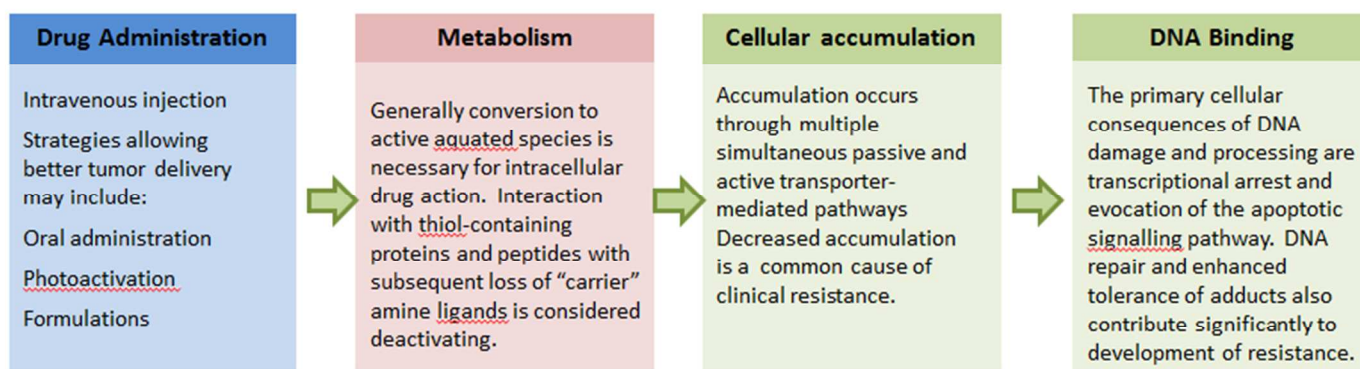 Drug Administration
Intravenous injection
Strategies allowing
better tumor delivery
may include:
Oral administration
Photoactivation
Formulations
Metabolism
Generally conversion to
active aquated species is
necessary for intracellular
drug action.  Interaction
with thiol-containing
proteins and peptides with
subsequent loss of “carrier”
amine ligands is considered
deactivating.
Cellular accumulation
Accumulation occurs
through multiple
simultaneous passive and
active transporter-
mediated pathways
Decreased accumulation
is a  common cause of
clinical resistance.
DNA Binding
The primary cellular
consequences of DNA
damage and processing are
transcriptional arrest and
evocation of the apoptotic
signalling pathway.  DNA
repair and enhanced
tolerance of adducts also
contribute significantly to
development of resistance.